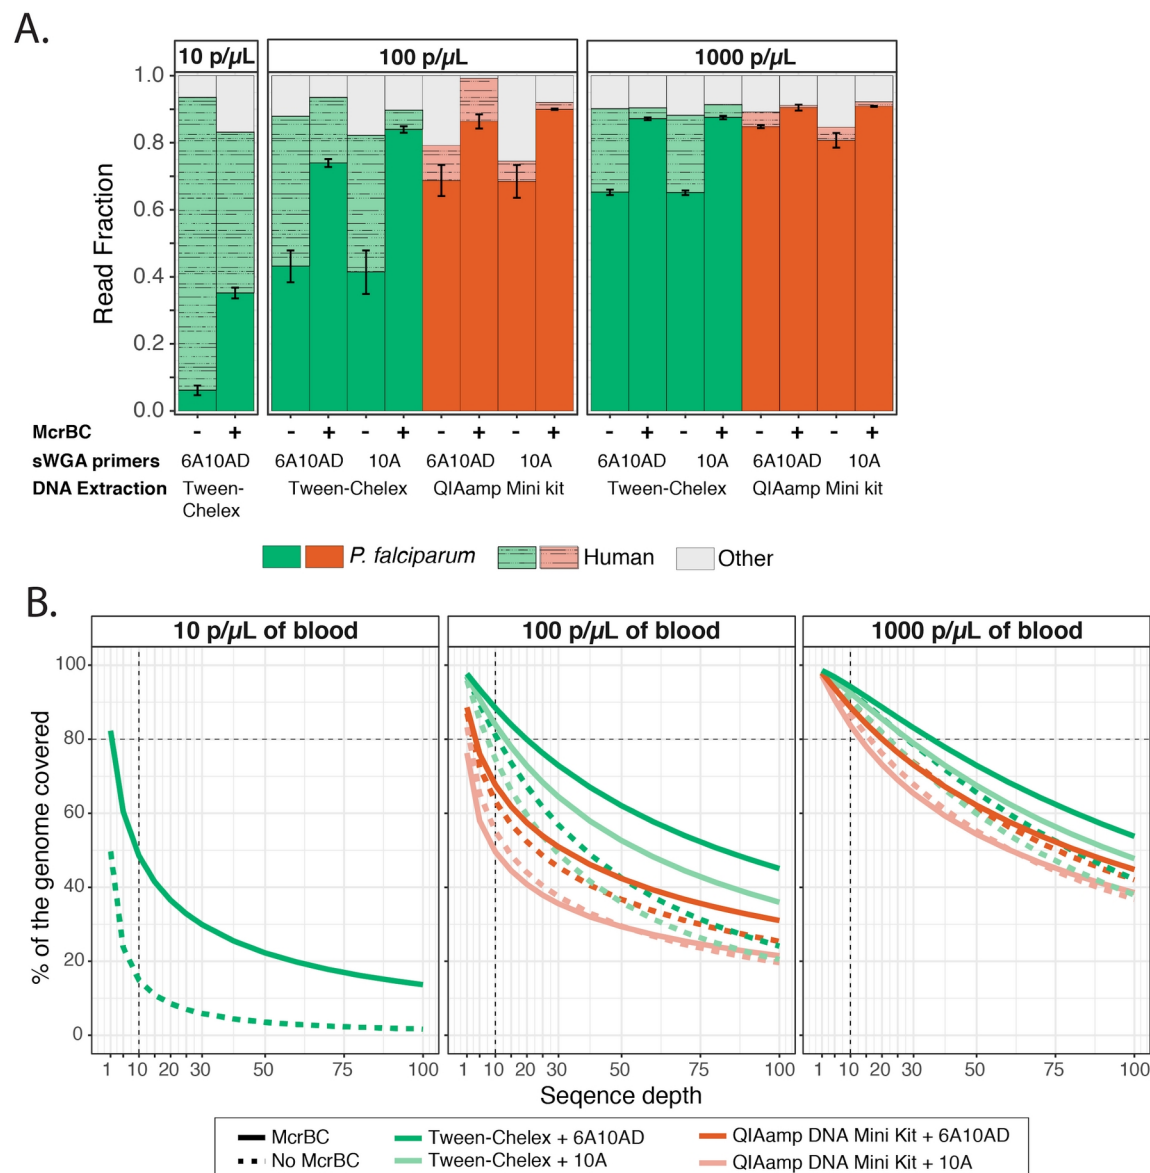 A.
10 p/µL 100 p/µL 1000 p/µL
Read Fraction
1.0
0.8
0.6
0.4
0.2
0.0
McrBC - + - + - + - + - + - + - + - + - +
sWGA primers 6A10AD 6A10AD 10A 6A10AD 10A 6A10AD 10A 6A10AD 10A
DNA Extraction Tween-Chelex Tween-Chelex QIAamp Mini kit Tween-Chelex QIAamp Mini kit
P. falciparum Human Other
B.
10 p/µL of blood 100 p/µL of blood 1000 p/µL of blood
% of the genome covered
100
80
60
40
20
0
1 10 20 30 50 75 100 1 10 20 30 50 75 100 1 10 20 30 50 75 100
Seqence depth
McrBC Tween-Chelex + 6A10AD QIAamp DNA Mini Kit + 6A10AD
No McrBC Tween-Chelex + 10A QIAamp DNA Mini Kit + 10A